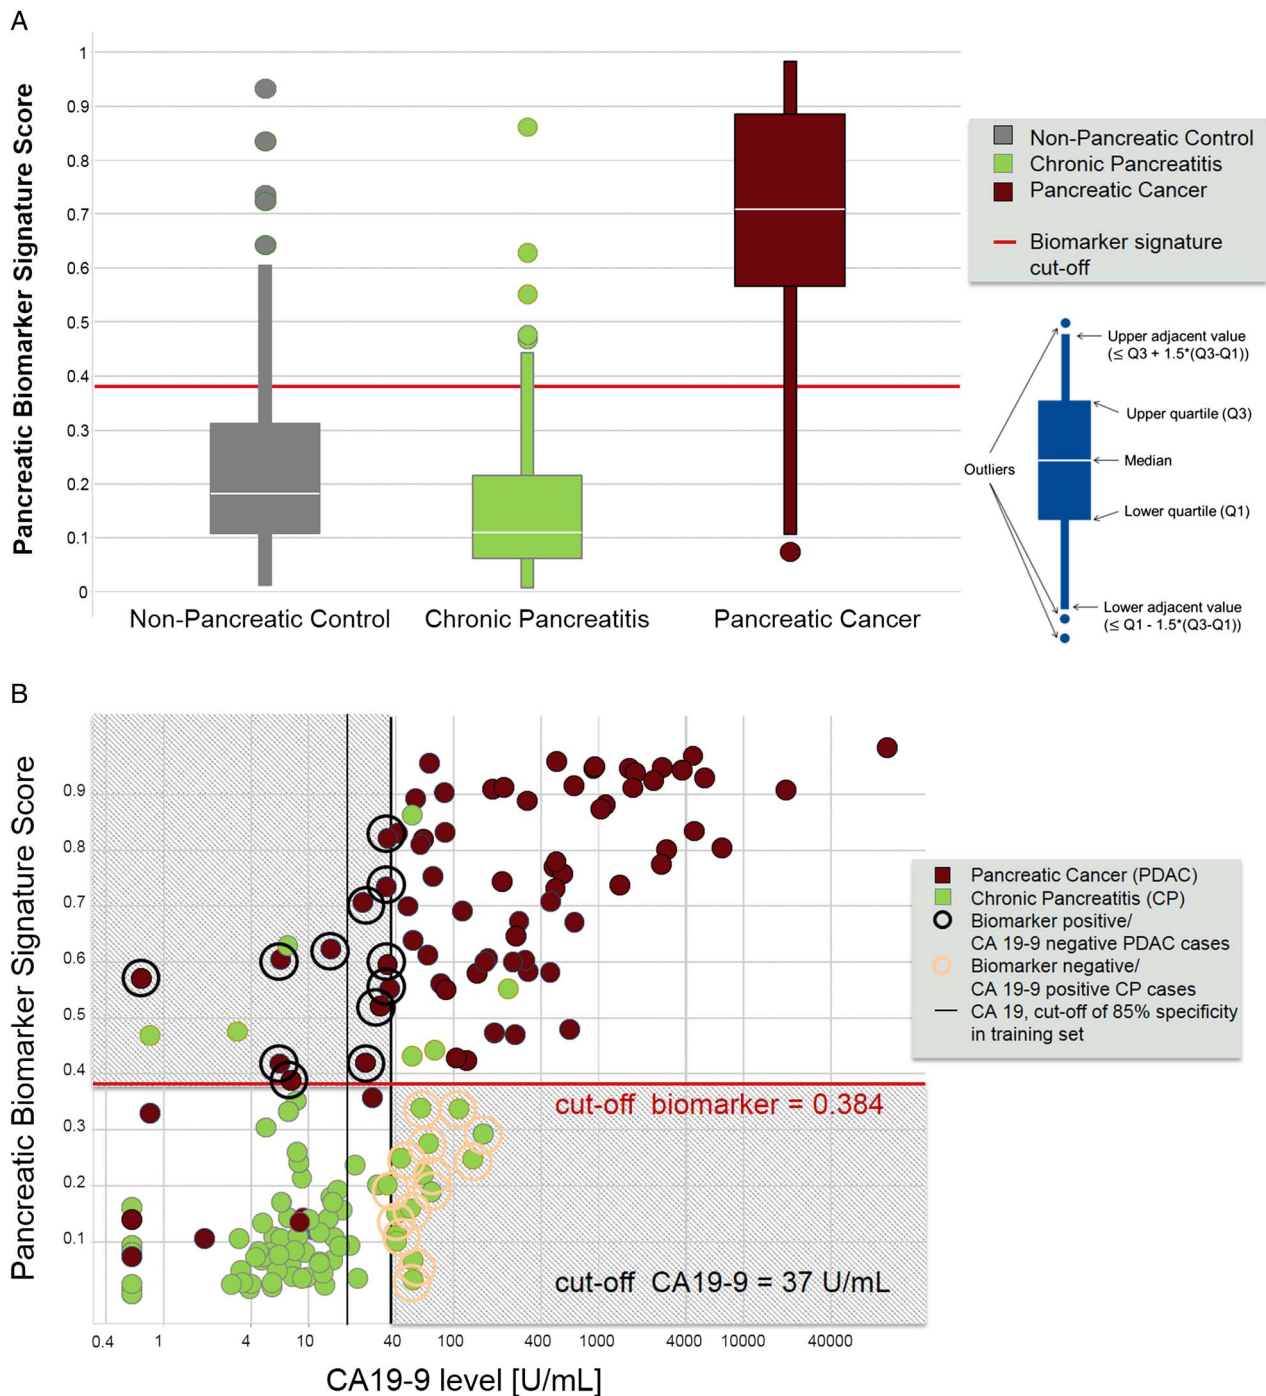 A
Pancreatic Biomarker Signature Score
1
0.9
0.8
0.7
0.6
0.5
0.4
0.3
0.2
0.1
0
Non-Pancreatic Control
Chronic Pancreatitis
Pancreatic Cancer
Non-Pancreatic Control
Chronic Pancreatitis
Pancreatic Cancer
Biomarker signature
cut-off
Upper adjacent value
(≤ Q3 + 1.5*(Q3-Q1))
Upper quartile (Q3)
Median
Outliers
Lower quartile (Q1)
Lower adjacent value
(≤ Q1 - 1.5*(Q3-Q1))
B
Pancreatic Biomarker Signature Score
0.9
0.8
0.7
0.6
0.5
0.4
0.3
0.2
0.1
cut-off biomarker = 0.384
cut-off CA19-9 = 37 U/mL
0.4 1 4 10 40 100 400 1000 4000 10000 40000
CA19-9 level [U/mL]
Pancreatic Cancer (PDAC)
Chronic Pancreatitis (CP)
Biomarker positive/
CA 19-9 negative PDAC cases
Biomarker negative/
CA 19-9 positive CP cases
CA 19, cut-off of 85% specificity
in training set